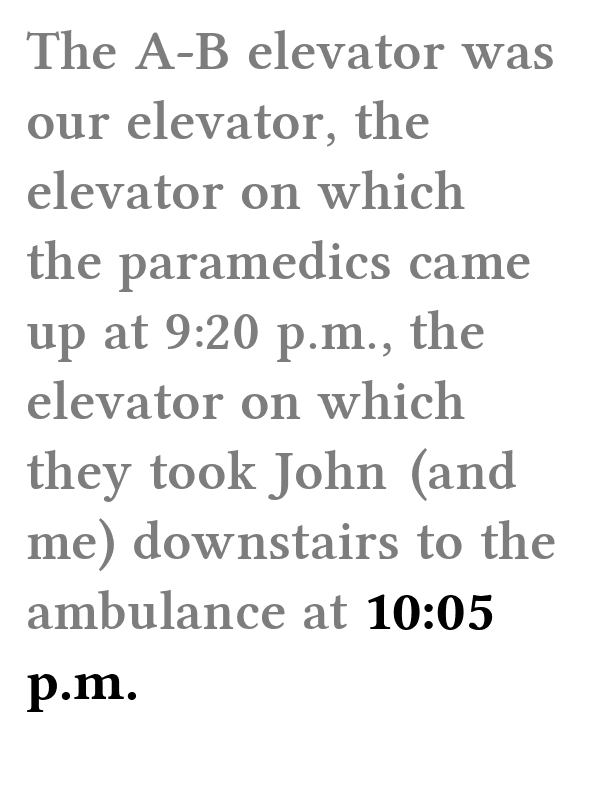 The A-B elevator was
our elevator, the
elevator on which
the paramedics came
up at 9:20 p.m., the
elevator on which
they took John (and
me) downstairs to the
ambulance at 10:05
p.m.